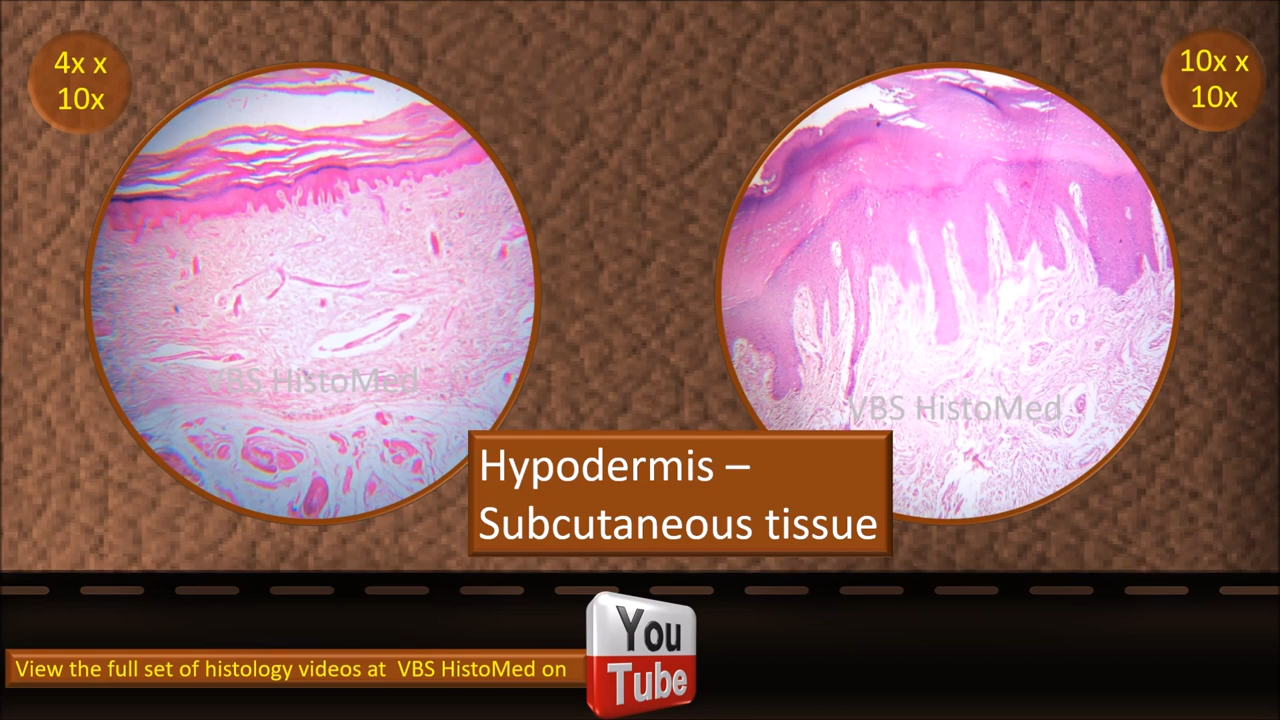 4x x
10x
10x x
10x
VBS HistoMed
VBS HistoMed
Hypodermis –
Subcutaneous tissue
View the full set of histology videos at VBS HistoMed on
You
Tube